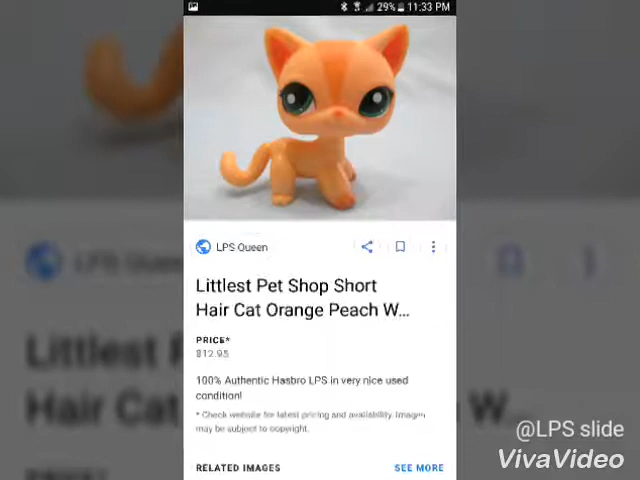 29% 11:33 PM
LPS Queen
Littlest Pet Shop Short
Hair Cat Orange Peach W...
PRICE*
$12.95
100% Authentic Hasbro LPS in very nice used
condition!
* Check website for latest pricing and availability. Images
may be subject to copyright.
RELATED IMAGES SEE MORE
@LPS slide
VivaVideo